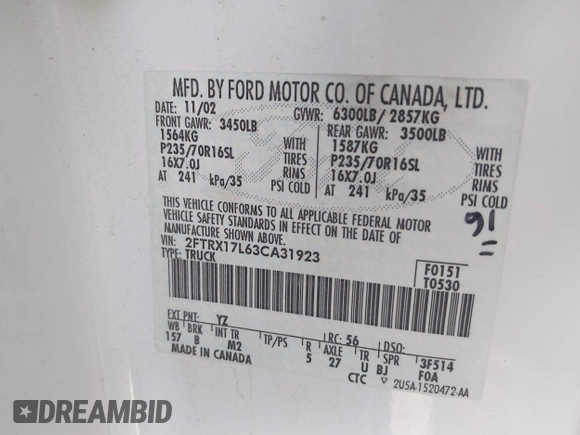 MFD. BY FORD MOTOR CO. OF CANADA, LTD.
DATE: 11/02 GVWR: 6300LB/ 2857KG
FRONT GAWR: 3450LB REAR GAWR: 3500LB
1564KG WITH 1587KG WITH
P235/70R16SL TIRES P235/70R16SL TIRES
16X7.0J RIMS 16X7.0J RIMS
AT 241 kPa/35 PSI COLD AT 241 kPa/35 PSI COLD
THIS VEHICLE CONFORMS TO ALL APPLICABLE FEDERAL MOTOR
VEHICLE SAFETY STANDARDS IN EFFECT ON THE DATE OF
MANUFACTURE SHOWN ABOVE.
VIN: 2FTRX17L63CA31923
TYPE: TRUCK
F0151
T0530
EXT PNT: YZ RC: 56 DSO:
WB BRK INT TR TP/PS R AXLE TR SPR 3F514
157 B M2 5 27 U BJ F0A
MADE IN CANADA CTC 2U5A-1520472-AA
91
DREAMBID